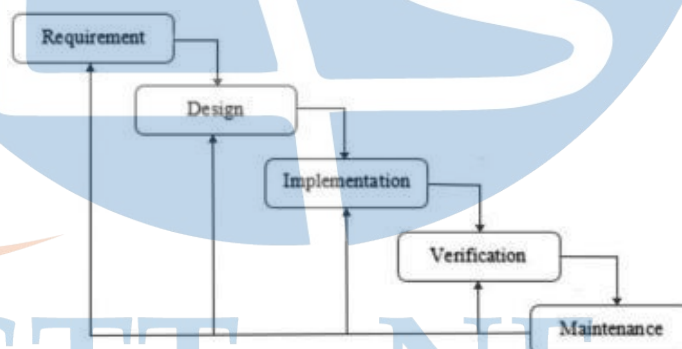 Requirement
Design
Implementation
Verification
Maintenance